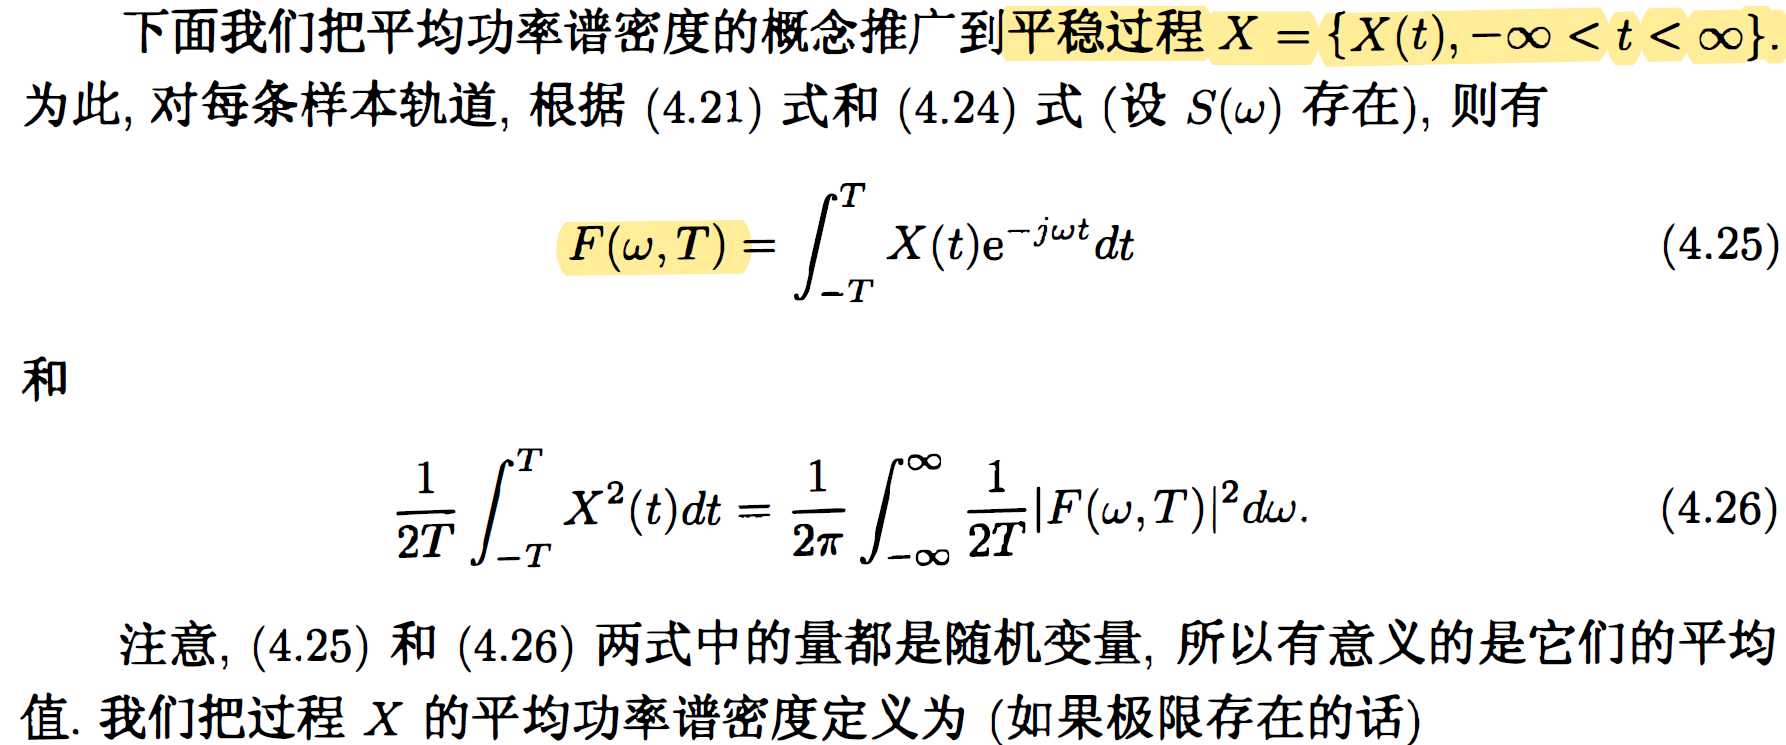 下面我们把平均功率谱密度的概念推广到平稳过程 X = {X(t), −∞ < t < ∞}.
为此, 对每条样本轨道, 根据 (4.21) 式和 (4.24) 式 (设 S(ω) 存在), 则有
F(ω, T) = ∫_{−T}^{T} X(t)e^{−jωt} dt (4.25)
和
\frac{1}{2T} ∫_{−T}^{T} X²(t)dt = \frac{1}{2π} ∫_{−∞}^{∞} \frac{1}{2T} |F(ω, T)|² dω. (4.26)
注意, (4.25) 和 (4.26) 两式中的量都是随机变量, 所以有意义的是它们的平均
值. 我们把过程 X 的平均功率谱密度定义为 (如果极限存在的话)